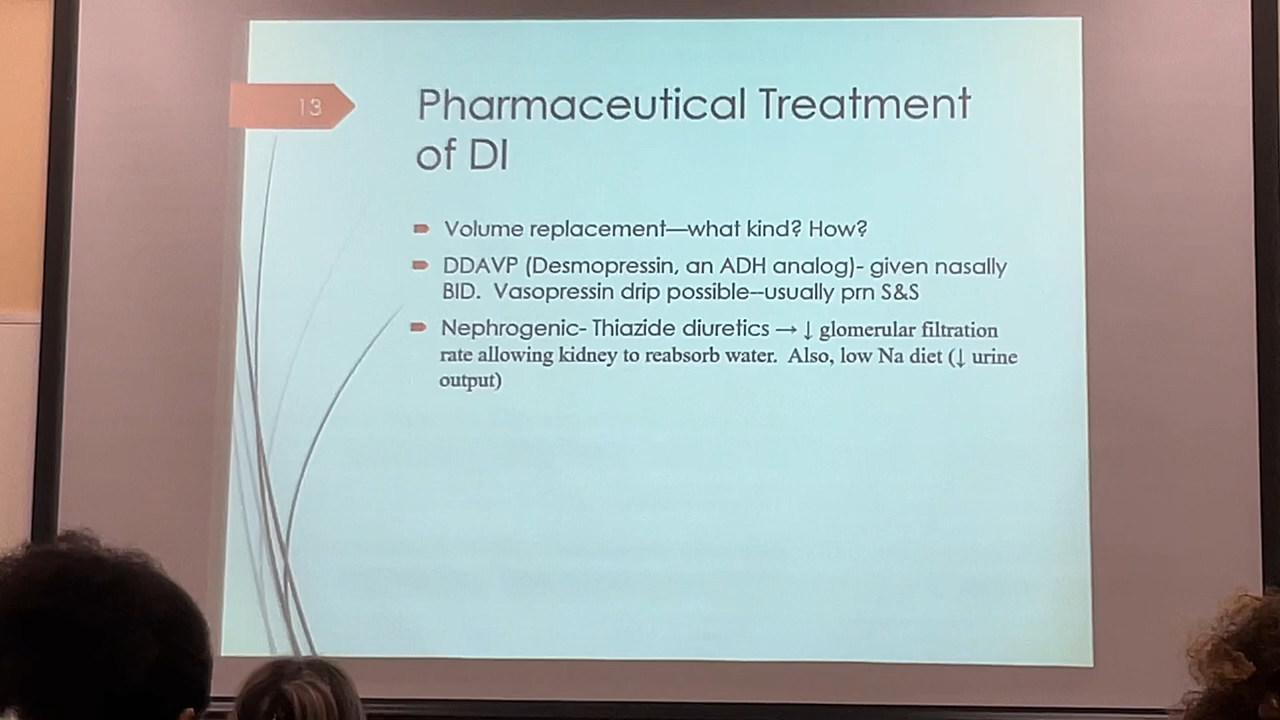 13
Pharmaceutical Treatment
of DI
Volume replacement—what kind? How?
DDAVP (Desmopressin, an ADH analog)- given nasally
BID. Vasopressin drip possible—usually prn S&S
Nephrogenic- Thiazide diuretics → ↓ glomerular filtration
rate allowing kidney to reabsorb water. Also, low Na diet (↓ urine
output)